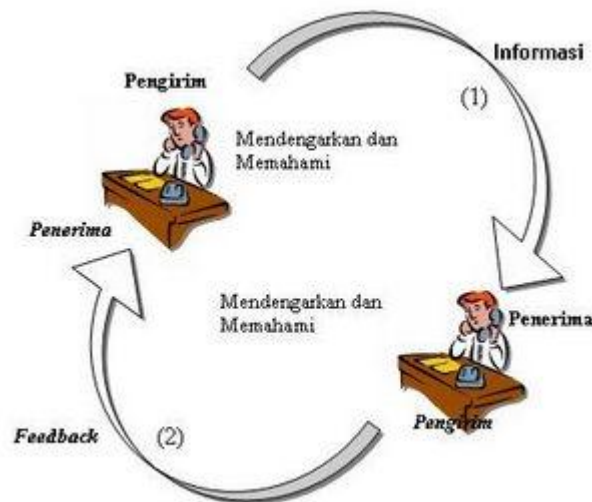 Informasi
Pengirim
(1)
Mendengarkan dan
Memahami
Penerima
Mendengarkan dan
Memahami
Penerima
Pengirim
Feedback
(2)